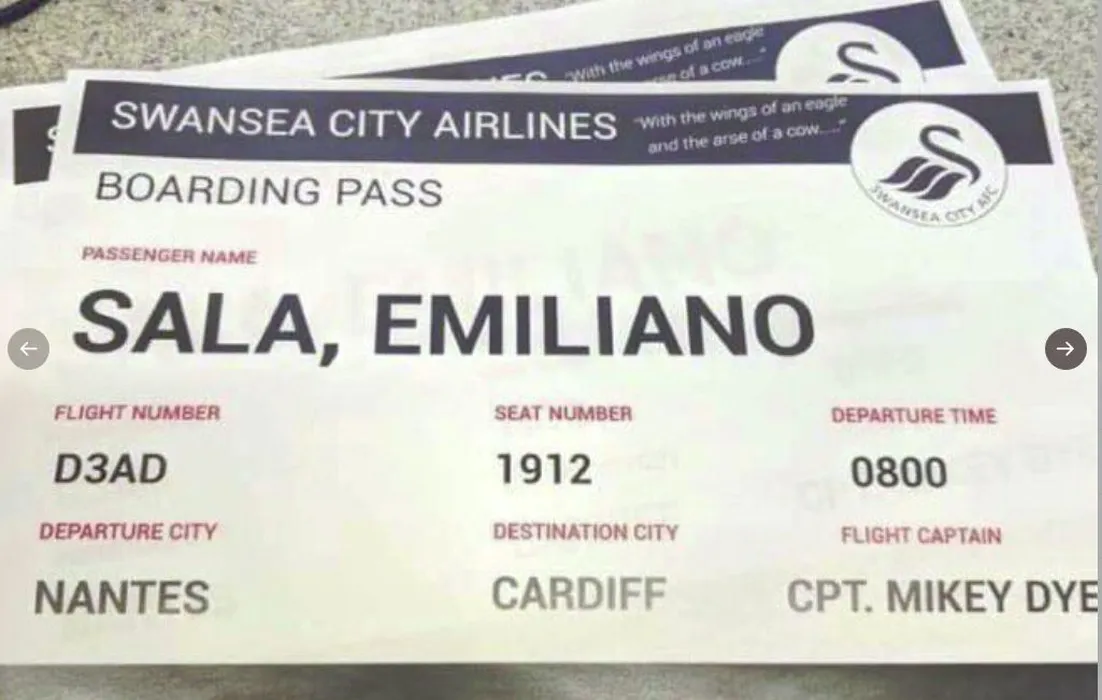 "With the wings of an eagle
arse of a cow....."
SWANSEA CITY AIRLINES
"With the wings of an eagle
and the arse of a cow....."
SWANSEA CITY AFC
BOARDING PASS
PASSENGER NAME
SALA, EMILIANO
FLIGHT NUMBER
SEAT NUMBER
DEPARTURE TIME
D3AD
1912
0800
DEPARTURE CITY
DESTINATION CITY
FLIGHT CAPTAIN
NANTES
CARDIFF
CPT. MIKEY DYE